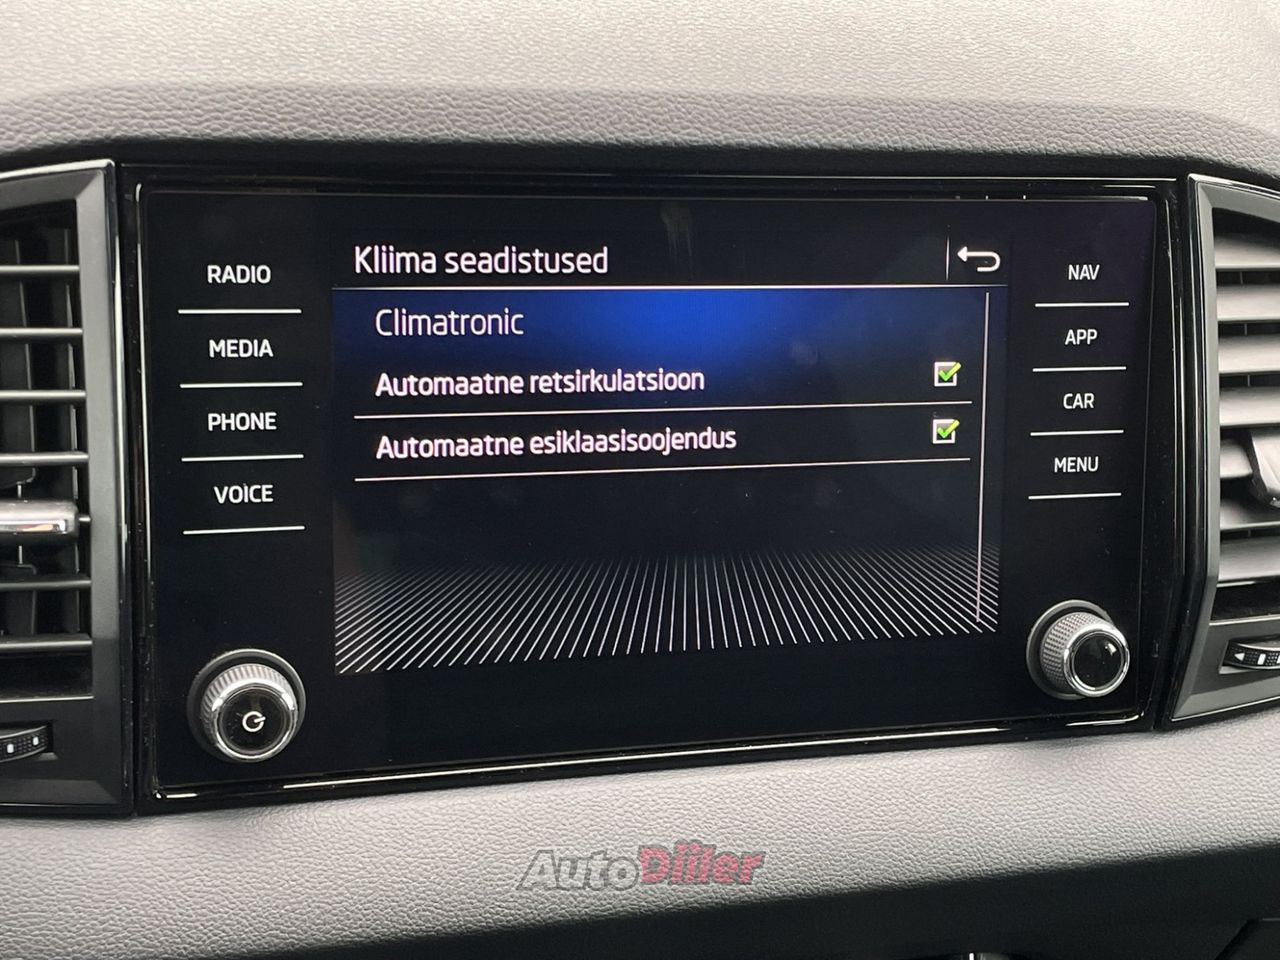 Kliima seadistused
Climatronic
Automaatne retsirkulatsioon
Automaatne esiklaasisoojendus
RADIO
MEDIA
PHONE
VOICE
NAV
APP
CAR
MENU
AutoDiiler